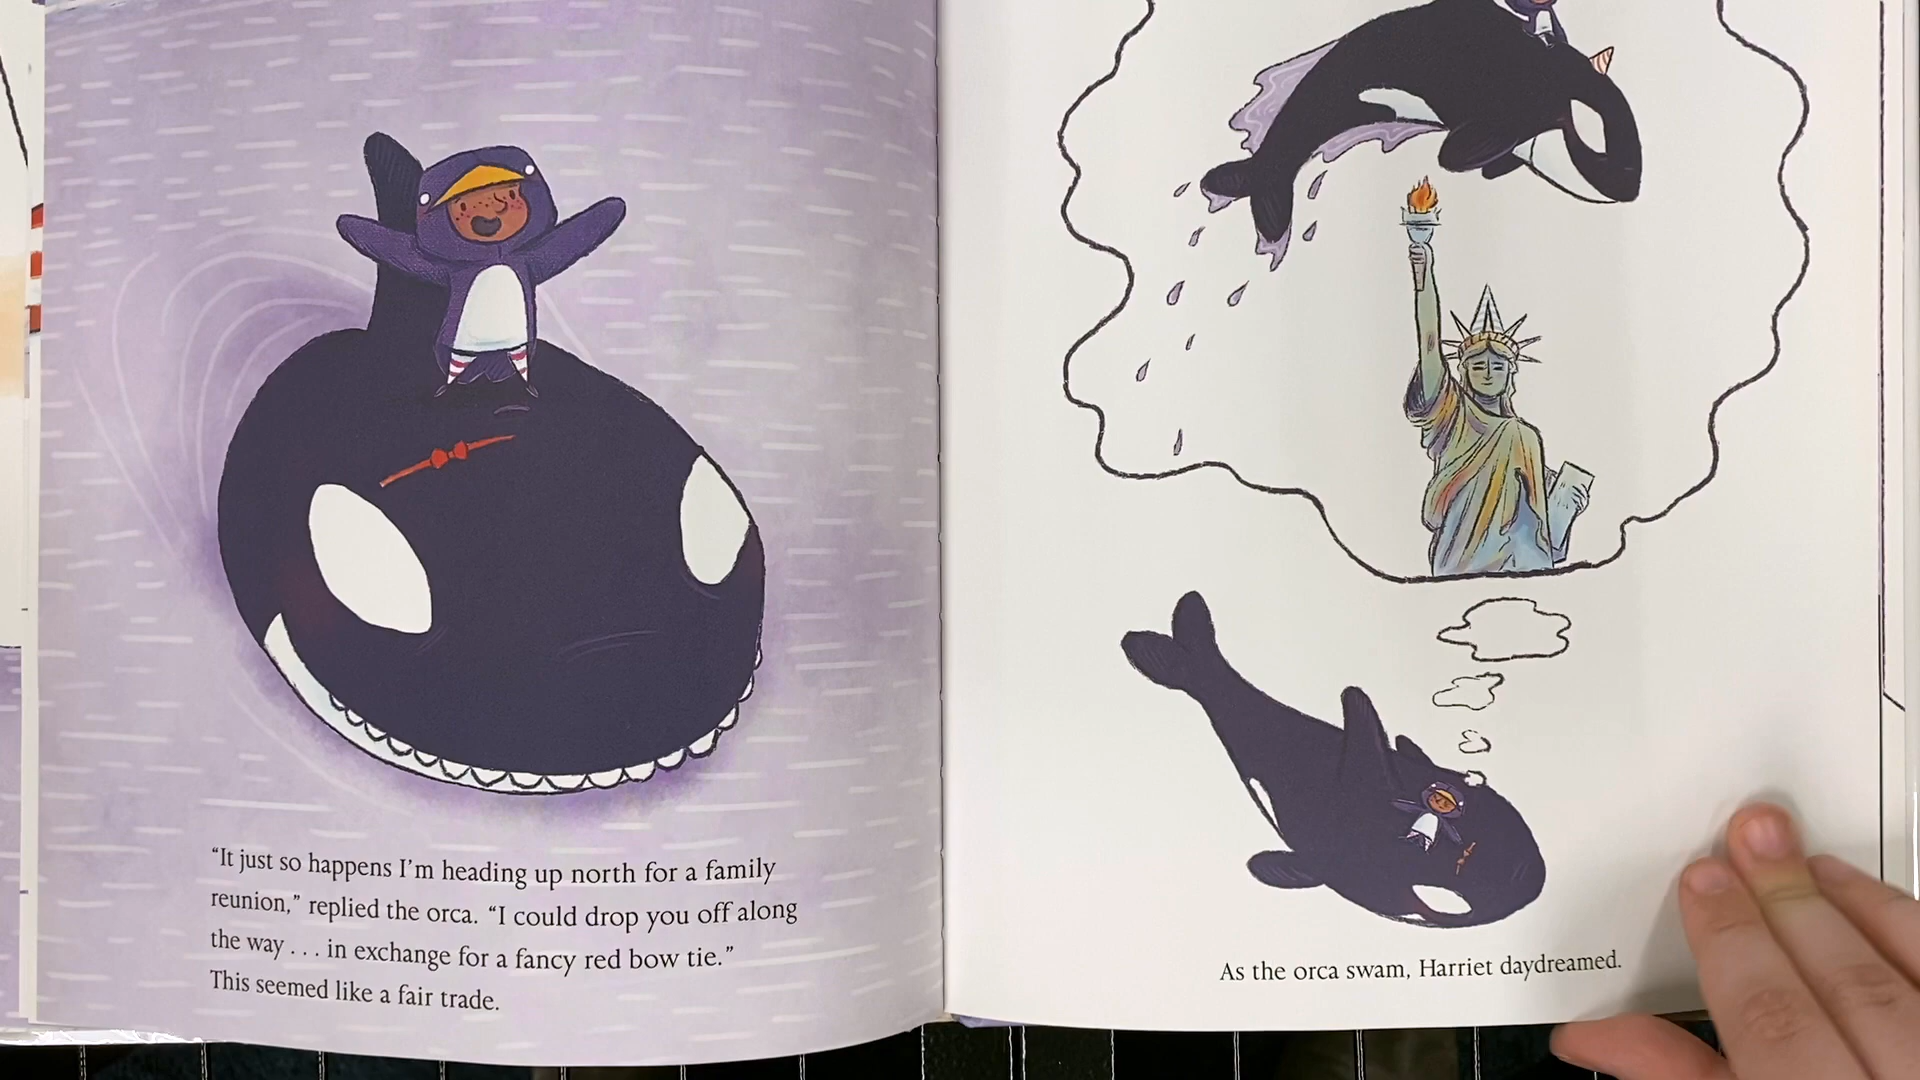 “It just so happens I’m heading up north for a family
reunion,” replied the orca. “I could drop you off along
the way . . . in exchange for a fancy red bow tie.”
This seemed like a fair trade.
As the orca swam, Harriet daydreamed.